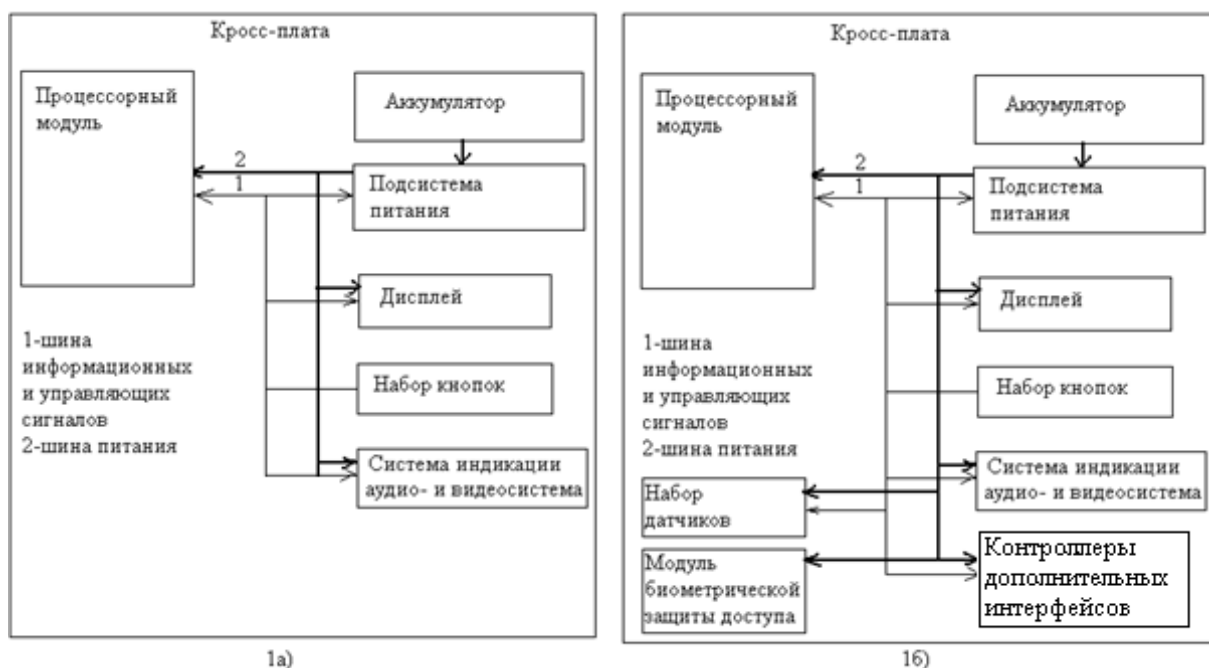 Кросс-плата
Процессорный
модуль
Аккумулятор
2
1
Подсистема
питания
Дисплей
1-шина
информационных
и управляющих
сигналов
2-шина питания
Набор кнопок
Система индикации
аудио- и видеосистема
1а)
Кросс-плата
Процессорный
модуль
Аккумулятор
2
1
Подсистема
питания
Дисплей
1-шина
информационных
и управляющих
сигналов
2-шина питания
Набор кнопок
Система индикации
аудио- и видеосистема
Набор
датчиков
Модуль
биометрической
защиты доступа
Контроллеры
дополнительных
интерфейсов
1б)